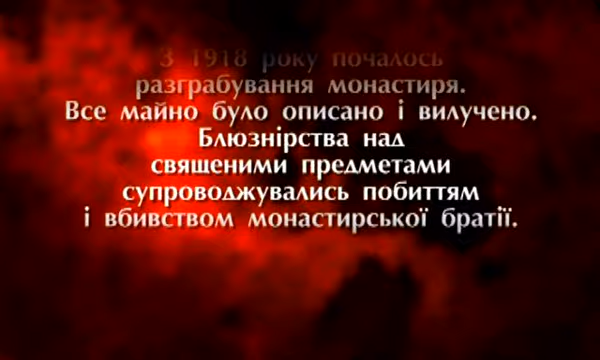 З 1918 року почалось
разграбування монастиря.
Все майно було описано і вилучено.
Блюзнірства над
священими предметами
супроводжувались побиттям
і вбивством монастирської братії.